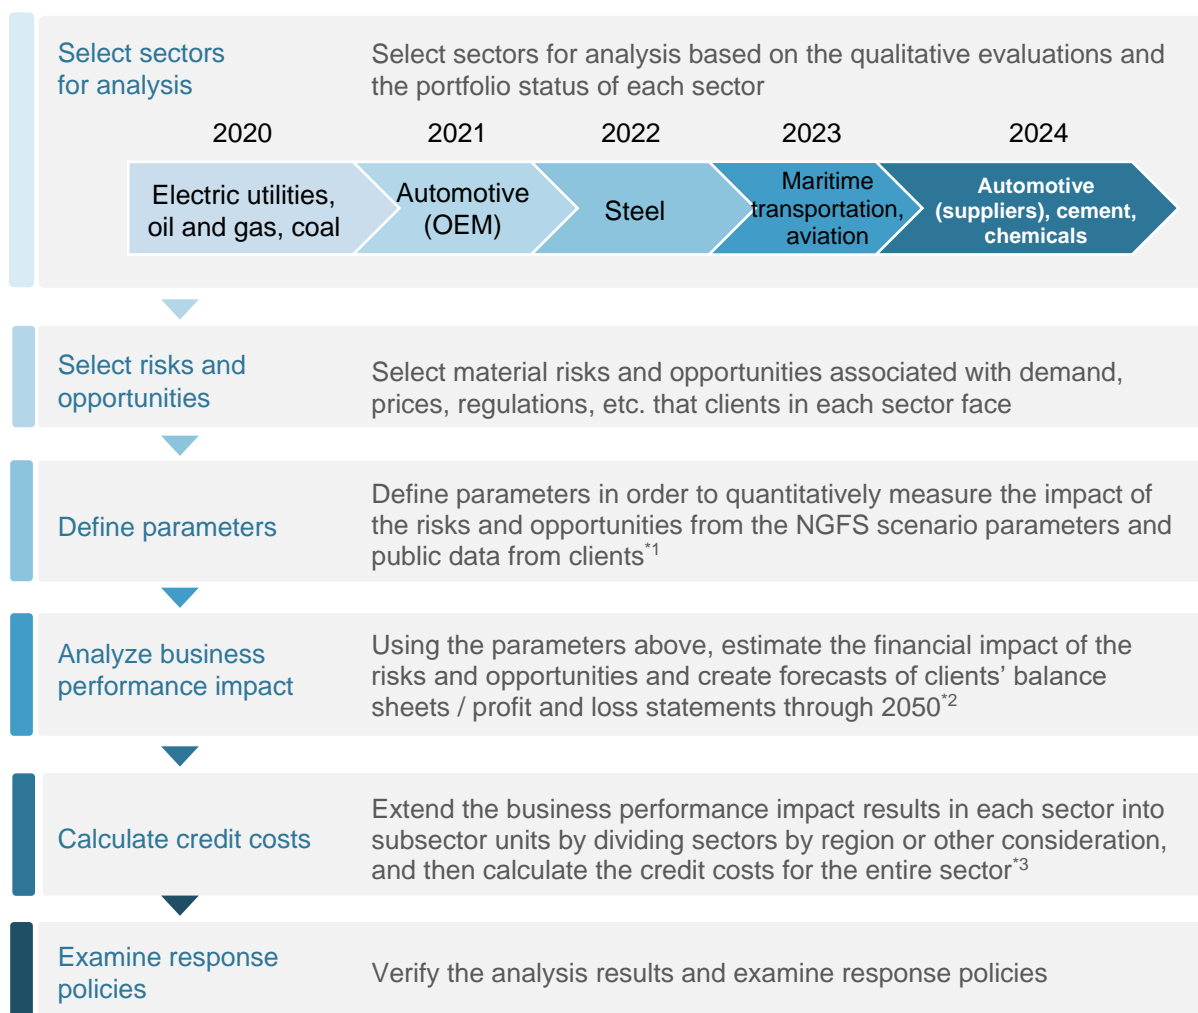 Select sectors
for analysis
Select sectors for analysis based on the qualitative evaluations and
the portfolio status of each sector
2020
2021
2022
2023
2024
Electric utilities,
oil and gas, coal
Automotive
(OEM)
Steel
Maritime
transportation,
aviation
Automotive
(suppliers), cement,
chemicals
Select risks and
opportunities
Select material risks and opportunities associated with demand,
prices, regulations, etc. that clients in each sector face
Define parameters
Define parameters in order to quantitatively measure the impact of
the risks and opportunities from the NGFS scenario parameters and
public data from clients*1
Analyze business
performance impact
Using the parameters above, estimate the financial impact of the
risks and opportunities and create forecasts of clients' balance
sheets / profit and loss statements through 2050*2
Calculate credit costs
Extend the business performance impact results in each sector into
subsector units by dividing sectors by region or other consideration,
and then calculate the credit costs for the entire sector*3
Examine response
policies
Verify the analysis results and examine response policies